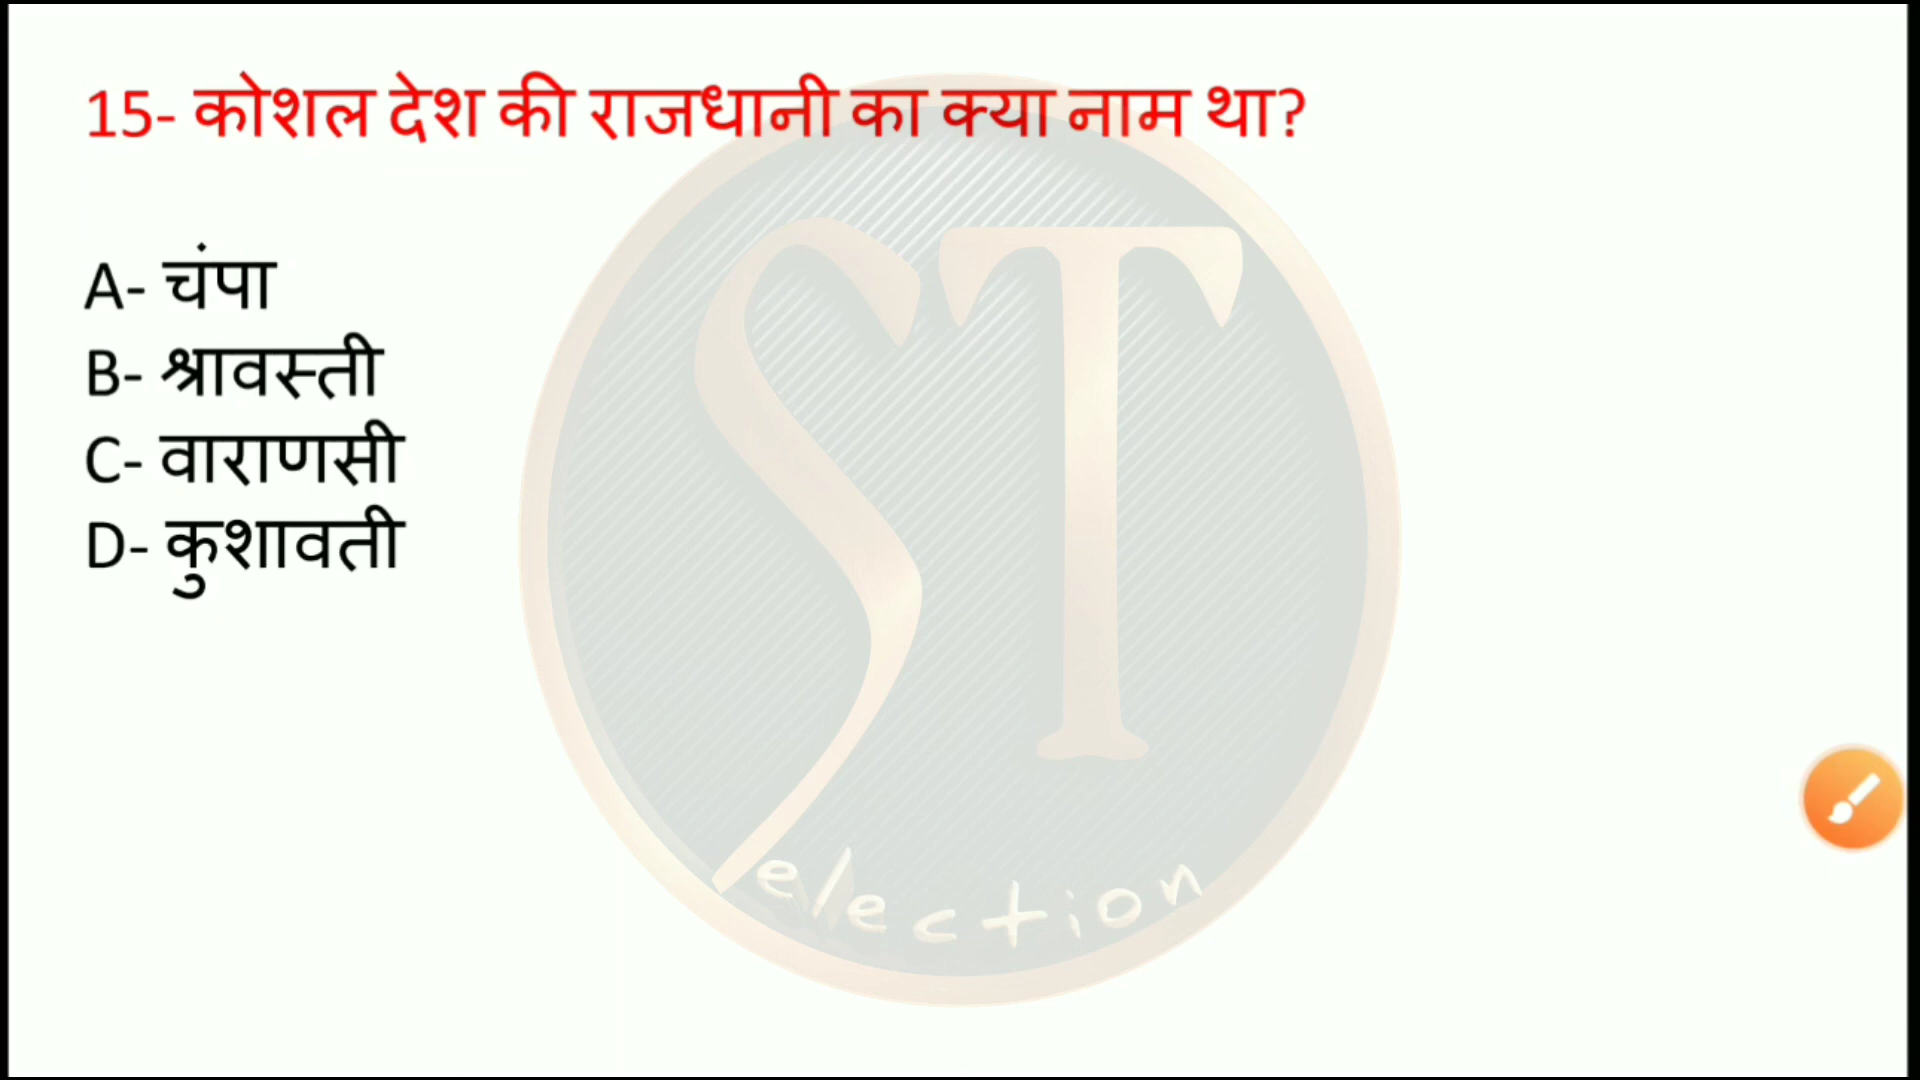 15- कोशल देश की राजधानी का क्या नाम था?
A- चंपा
B- श्रावस्ती
C- वाराणसी
D- कुशावती
ST
election